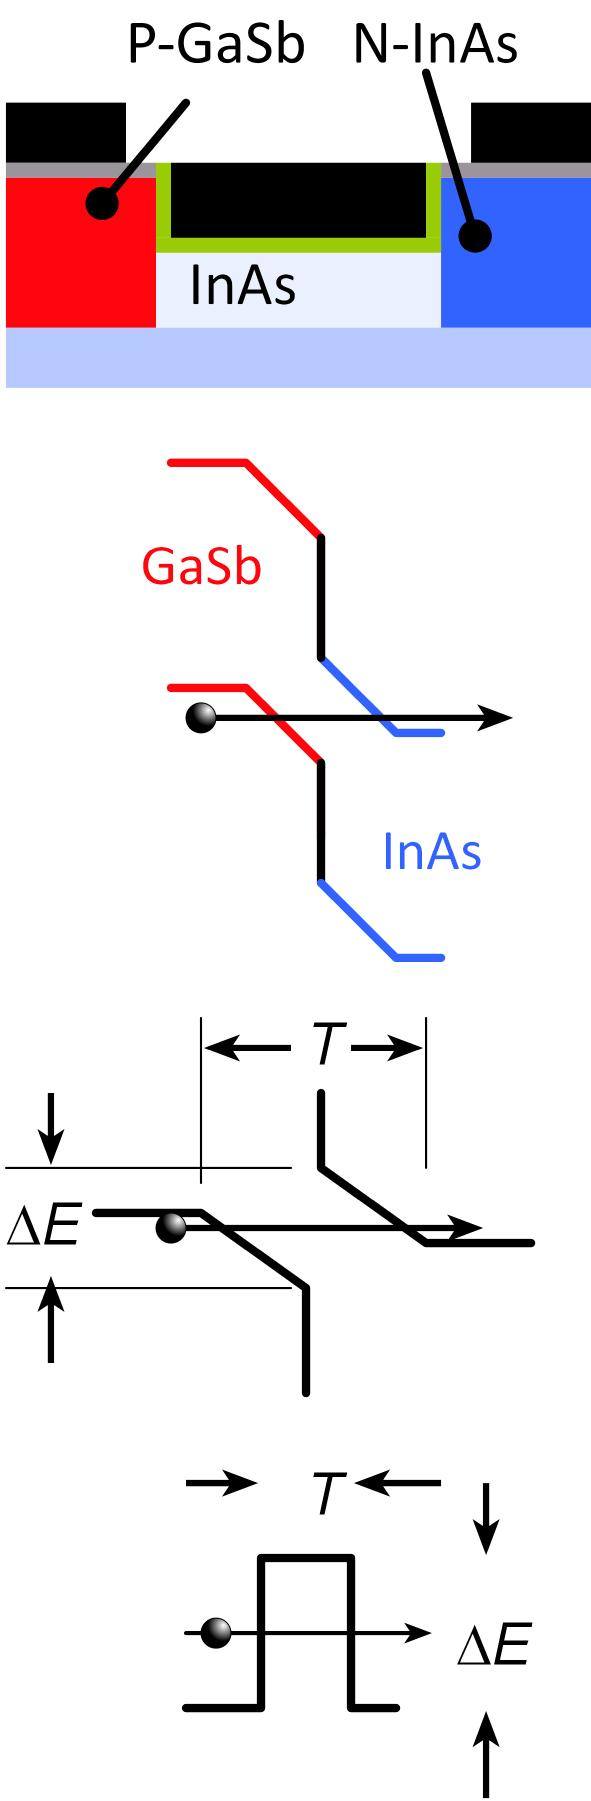 P-GaSb N-InAs
InAs
GaSb
InAs
T
ΔE
T
ΔE